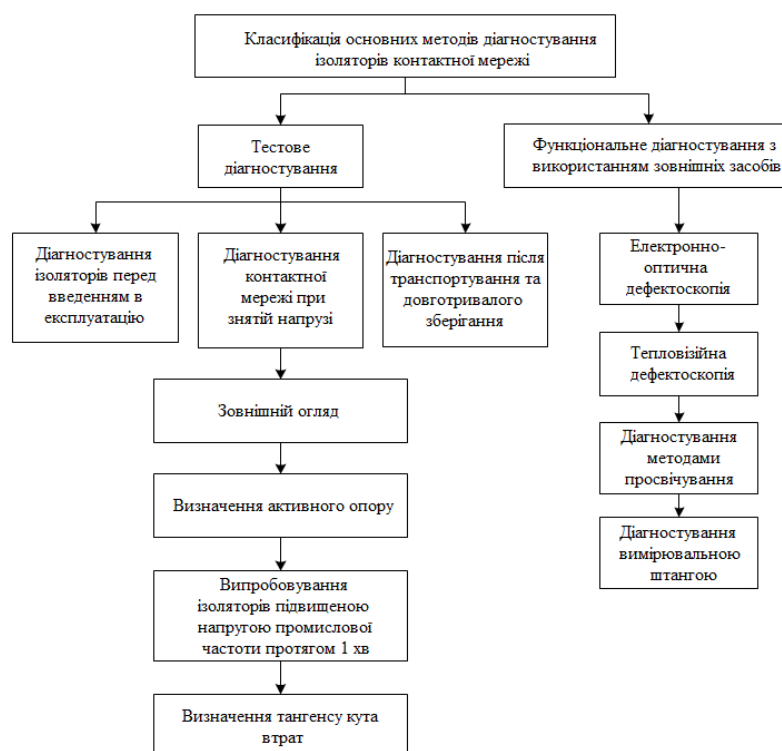 Класифікація основних методів діагностування
ізоляторів контактної мережі
Тестове
діагностування
Функціональне діагностування з
використанням зовнішніх засобів
Діагностування
ізоляторів перед
введенням в
експлуатацію
Діагностування
контактної
мережі при
знятій напрузі
Діагностування після
транспортування та
довготривалого
зберігання
Електронно-
оптична
дефектоскопія
Тепловізійна
дефектоскопія
Зовнішній огляд
Діагностування
методами
просвічування
Визначення активного опору
Діагностування
вимірювальною
штангою
Випробовування
ізоляторів підвищеною
напругою промислової
частоти протягом 1 хв
Визначення тангенсу кута
втрат